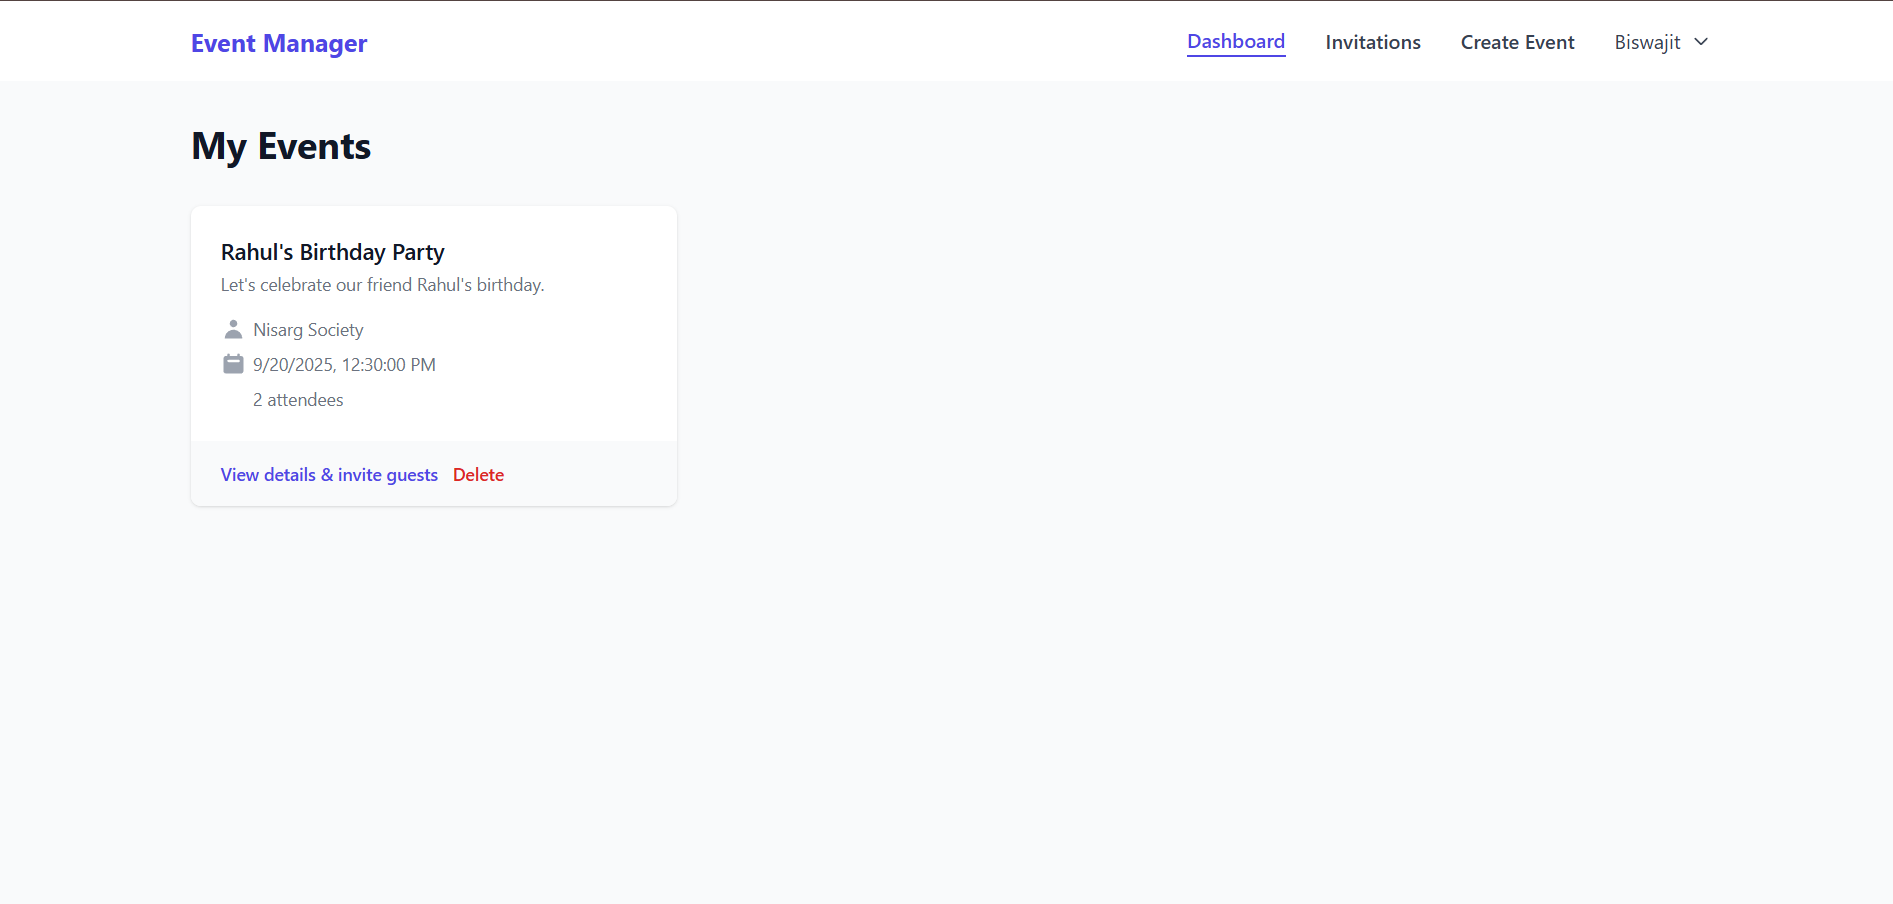 Event Manager
Dashboard Invitations Create Event Biswajit
My Events
Rahul's Birthday Party
Let's celebrate our friend Rahul's birthday.
Nisarg Society
9/20/2025, 12:30:00 PM
2 attendees
View details & invite guests Delete